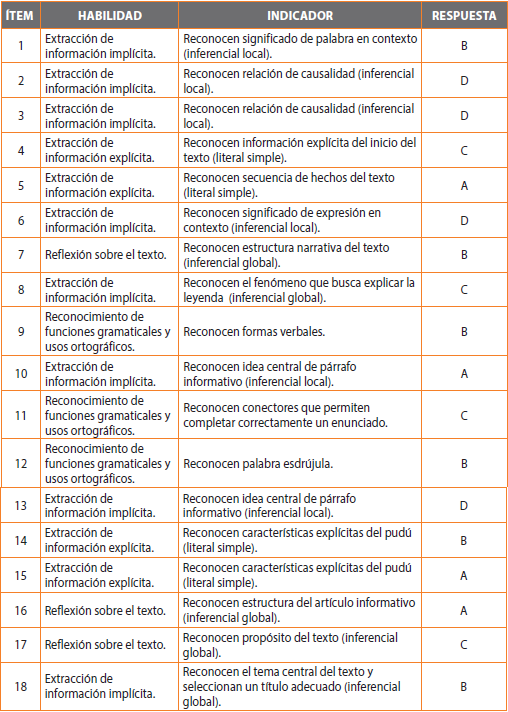 ÍTEM HABILIDAD INDICADOR RESPUESTA
1 Extracción de información implícita. Reconocen significado de palabra en contexto (inferencial local). B
2 Extracción de información implícita. Reconocen relación de causalidad (inferencial local). D
3 Extracción de información implícita. Reconocen relación de causalidad (inferencial local). D
4 Extracción de información explícita. Reconocen información explícita del inicio del texto (literal simple). C
5 Extracción de información explícita. Reconocen secuencia de hechos del texto (literal simple). A
6 Extracción de información implícita. Reconocen significado de expresión en contexto (inferencial local). D
7 Reflexión sobre el texto. Reconocen estructura narrativa del texto (inferencial global). B
8 Extracción de información implícita. Reconocen el fenómeno que busca explicar la leyenda (inferencial global). C
9 Reconocimiento de funciones gramaticales y usos ortográficos. Reconocen formas verbales. B
10 Extracción de información implícita. Reconocen idea central de párrafo informativo (inferencial local). A
11 Reconocimiento de funciones gramaticales y usos ortográficos. Reconocen conectores que permiten completar correctamente un enunciado. C
12 Reconocimiento de funciones gramaticales y usos ortográficos. Reconocen palabra esdrújula. B
13 Extracción de información implícita. Reconocen idea central de párrafo informativo (inferencial local). D
14 Extracción de información explícita. Reconocen características explícitas del pudú (literal simple). B
15 Extracción de información explícita. Reconocen características explícitas del pudú (literal simple). A
16 Reflexión sobre el texto. Reconocen estructura del artículo informativo (inferencial global). A
17 Reflexión sobre el texto. Reconocen propósito del texto (inferencial global). C
18 Extracción de información implícita. Reconocen el tema central del texto y seleccionan un título adecuado (inferencial global). B